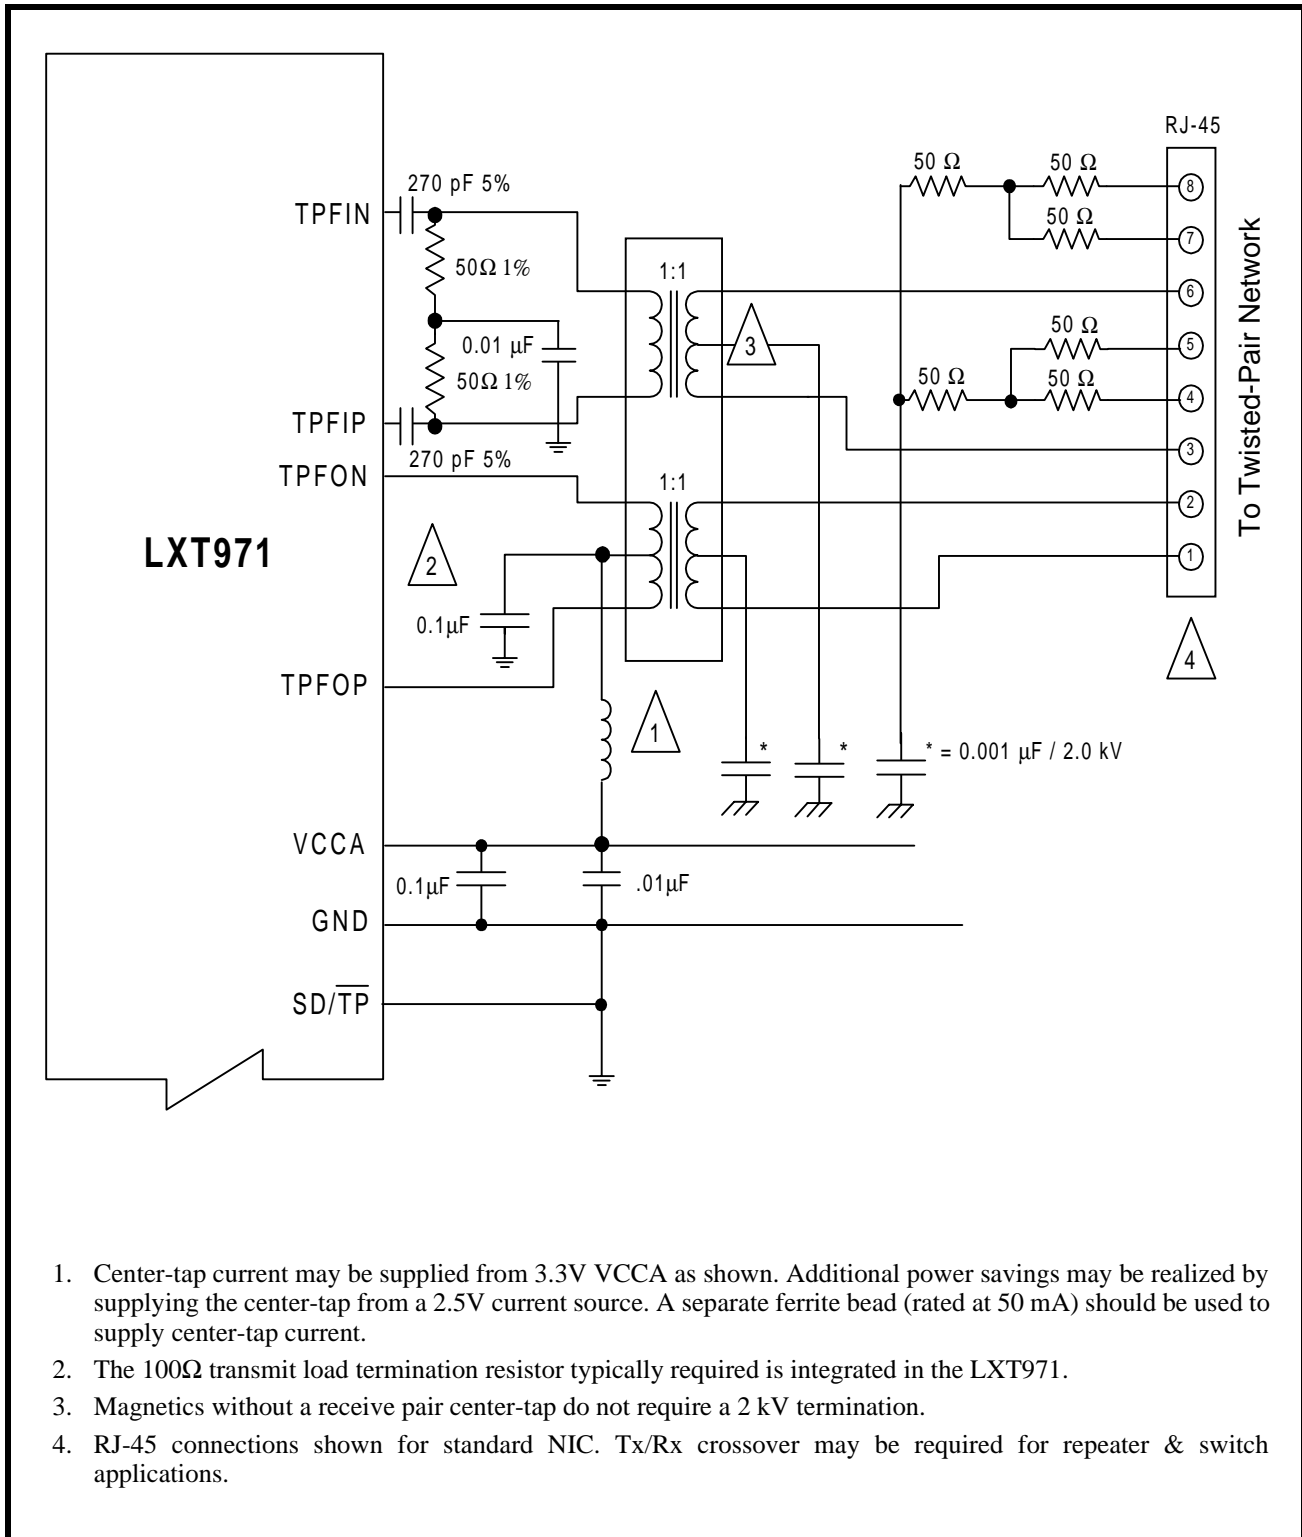 RJ-45
50 Ω
50 Ω
8
270 pF 5%
TPFIN
50 Ω
7
50Ω 1%
1:1
6
50 Ω
3
5
0.01 μF
50Ω 1%
50 Ω
50 Ω
4
TPFIP
270 pF 5%
3
TPFON
1:1
2
LXT971
2
1
To Twisted-Pair Network
0.1μF
4
TPFOP
1
*
*
* = 0.001 μF / 2.0 kV
VCCA
0.1μF
.01μF
GND
SD/T̅P̅
1. Center-tap current may be supplied from 3.3V VCCA as shown. Additional power savings may be realized by
supplying the center-tap from a 2.5V current source. A separate ferrite bead (rated at 50 mA) should be used to
supply center-tap current.
2. The 100Ω transmit load termination resistor typically required is integrated in the LXT971.
3. Magnetics without a receive pair center-tap do not require a 2 kV termination.
4. RJ-45 connections shown for standard NIC. Tx/Rx crossover may be required for repeater & switch
applications.